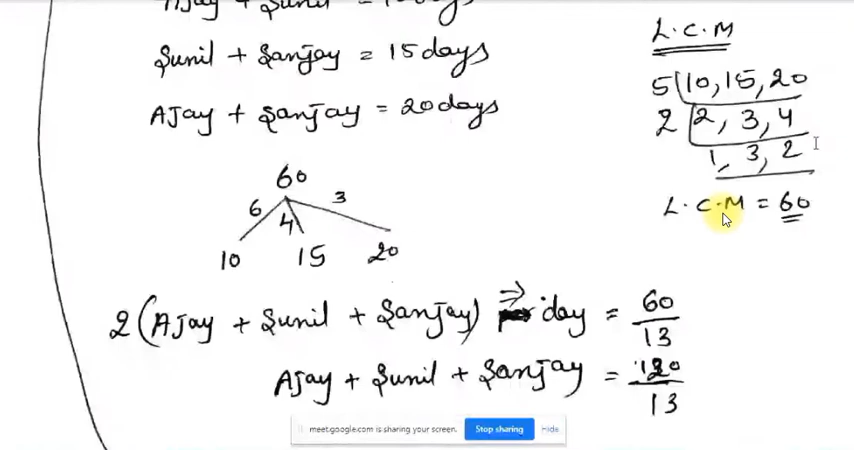 Ajay + Sunil =
Sunil + Sanjay = 15 days
Ajay + Sanjay = 20 days
60
6 4 3
10 15 20
2 (Ajay + Sunil + Sanjay) ⇒ day = 60/13
Ajay + Sunil + Sanjay = 120/13
L.C.M
5 | 10, 15, 20
2 | 2, 3, 4
1, 3, 2
L.C.M = 60
meet.google.com is sharing your screen. Stop sharing Hide